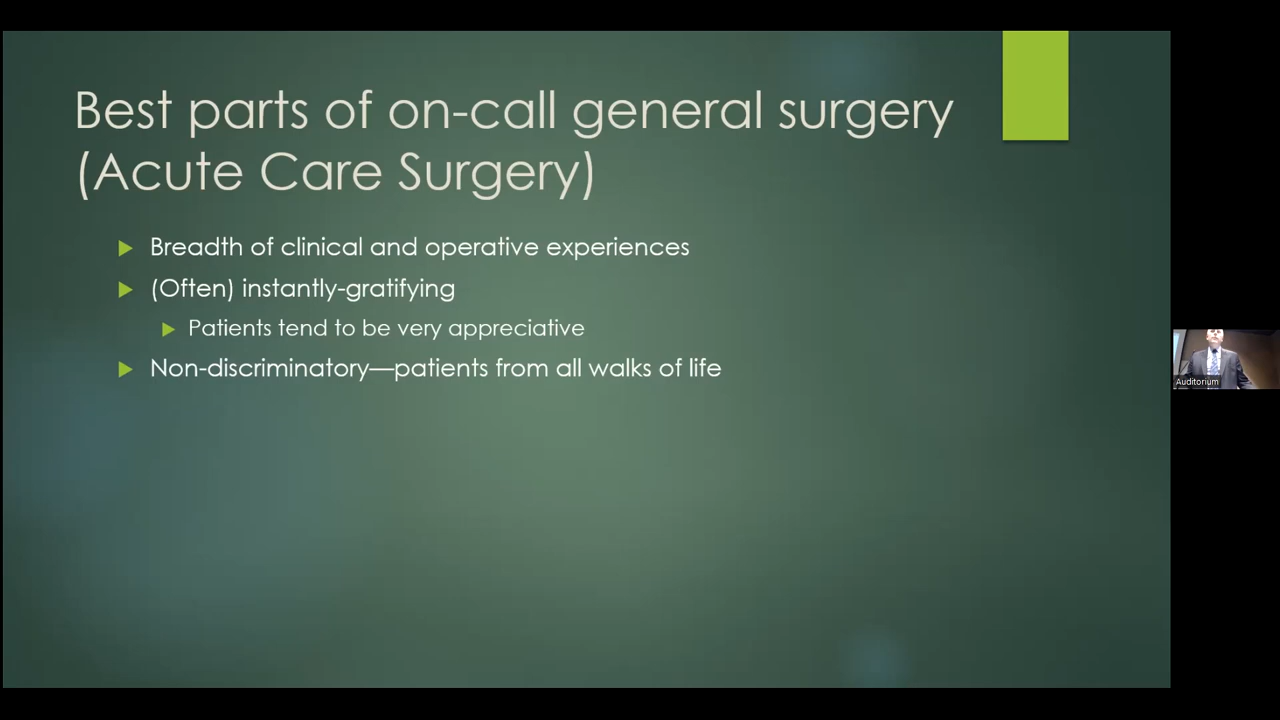 Best parts of on-call general surgery
(Acute Care Surgery)
Breadth of clinical and operative experiences
(Often) instantly-gratifying
Patients tend to be very appreciative
Non-discriminatory—patients from all walks of life
Auditorium